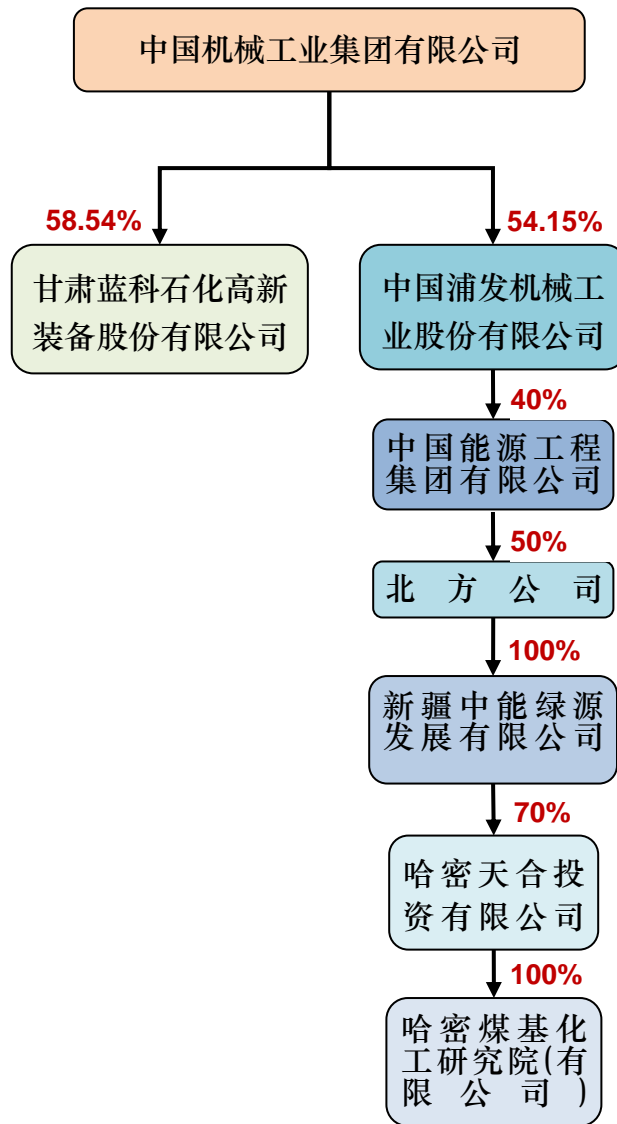 中国机械工业集团有限公司
58.54%
54.15%
甘肃蓝科石化高新
装备股份有限公司
中国浦发机械工
业股份有限公司
40%
中国能源工程
集团有限公司
50%
北方公司
100%
新疆中能绿源
发展有限公司
70%
哈密天合投
资有限公司
100%
哈密煤基化
工研究院(有
限公司)